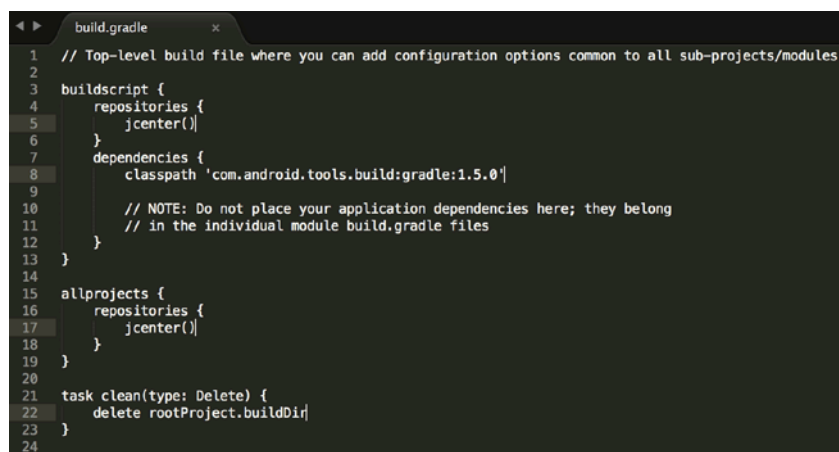 build.gradle ×
1 // Top-level build file where you can add configuration options common to all sub-projects/modules
2
3 buildscript {
4     repositories {
5         jcenter()
6     }
7     dependencies {
8         classpath 'com.android.tools.build:gradle:1.5.0'
9
10         // NOTE: Do not place your application dependencies here; they belong
11         // in the individual module build.gradle files
12     }
13 }
14
15 allprojects {
16     repositories {
17         jcenter()
18     }
19 }
20
21 task clean(type: Delete) {
22     delete rootProject.buildDir
23 }
24